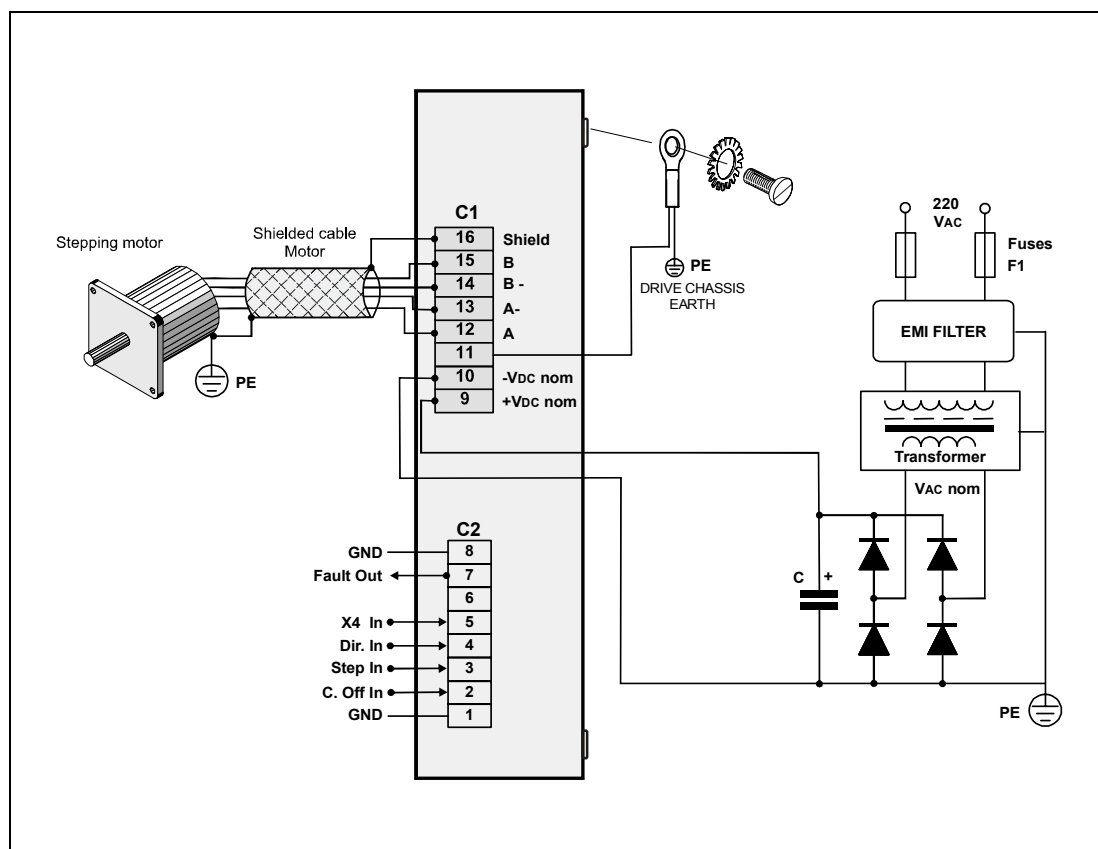 Stepping motor
Shielded cable
Motor
PE
C1
16 Shield
15 B
14 B -
13 A-
12 A
11
10 -VDC nom
9 +VDC nom
PE
DRIVE CHASSIS
EARTH
220
VAC
Fuses
F1
EMI FILTER
Transformer
VAC nom
C +
PE
C2
GND 8
Fault Out 7
6
X4 In 5
Dir. In 4
Step In 3
C. Off In 2
GND 1